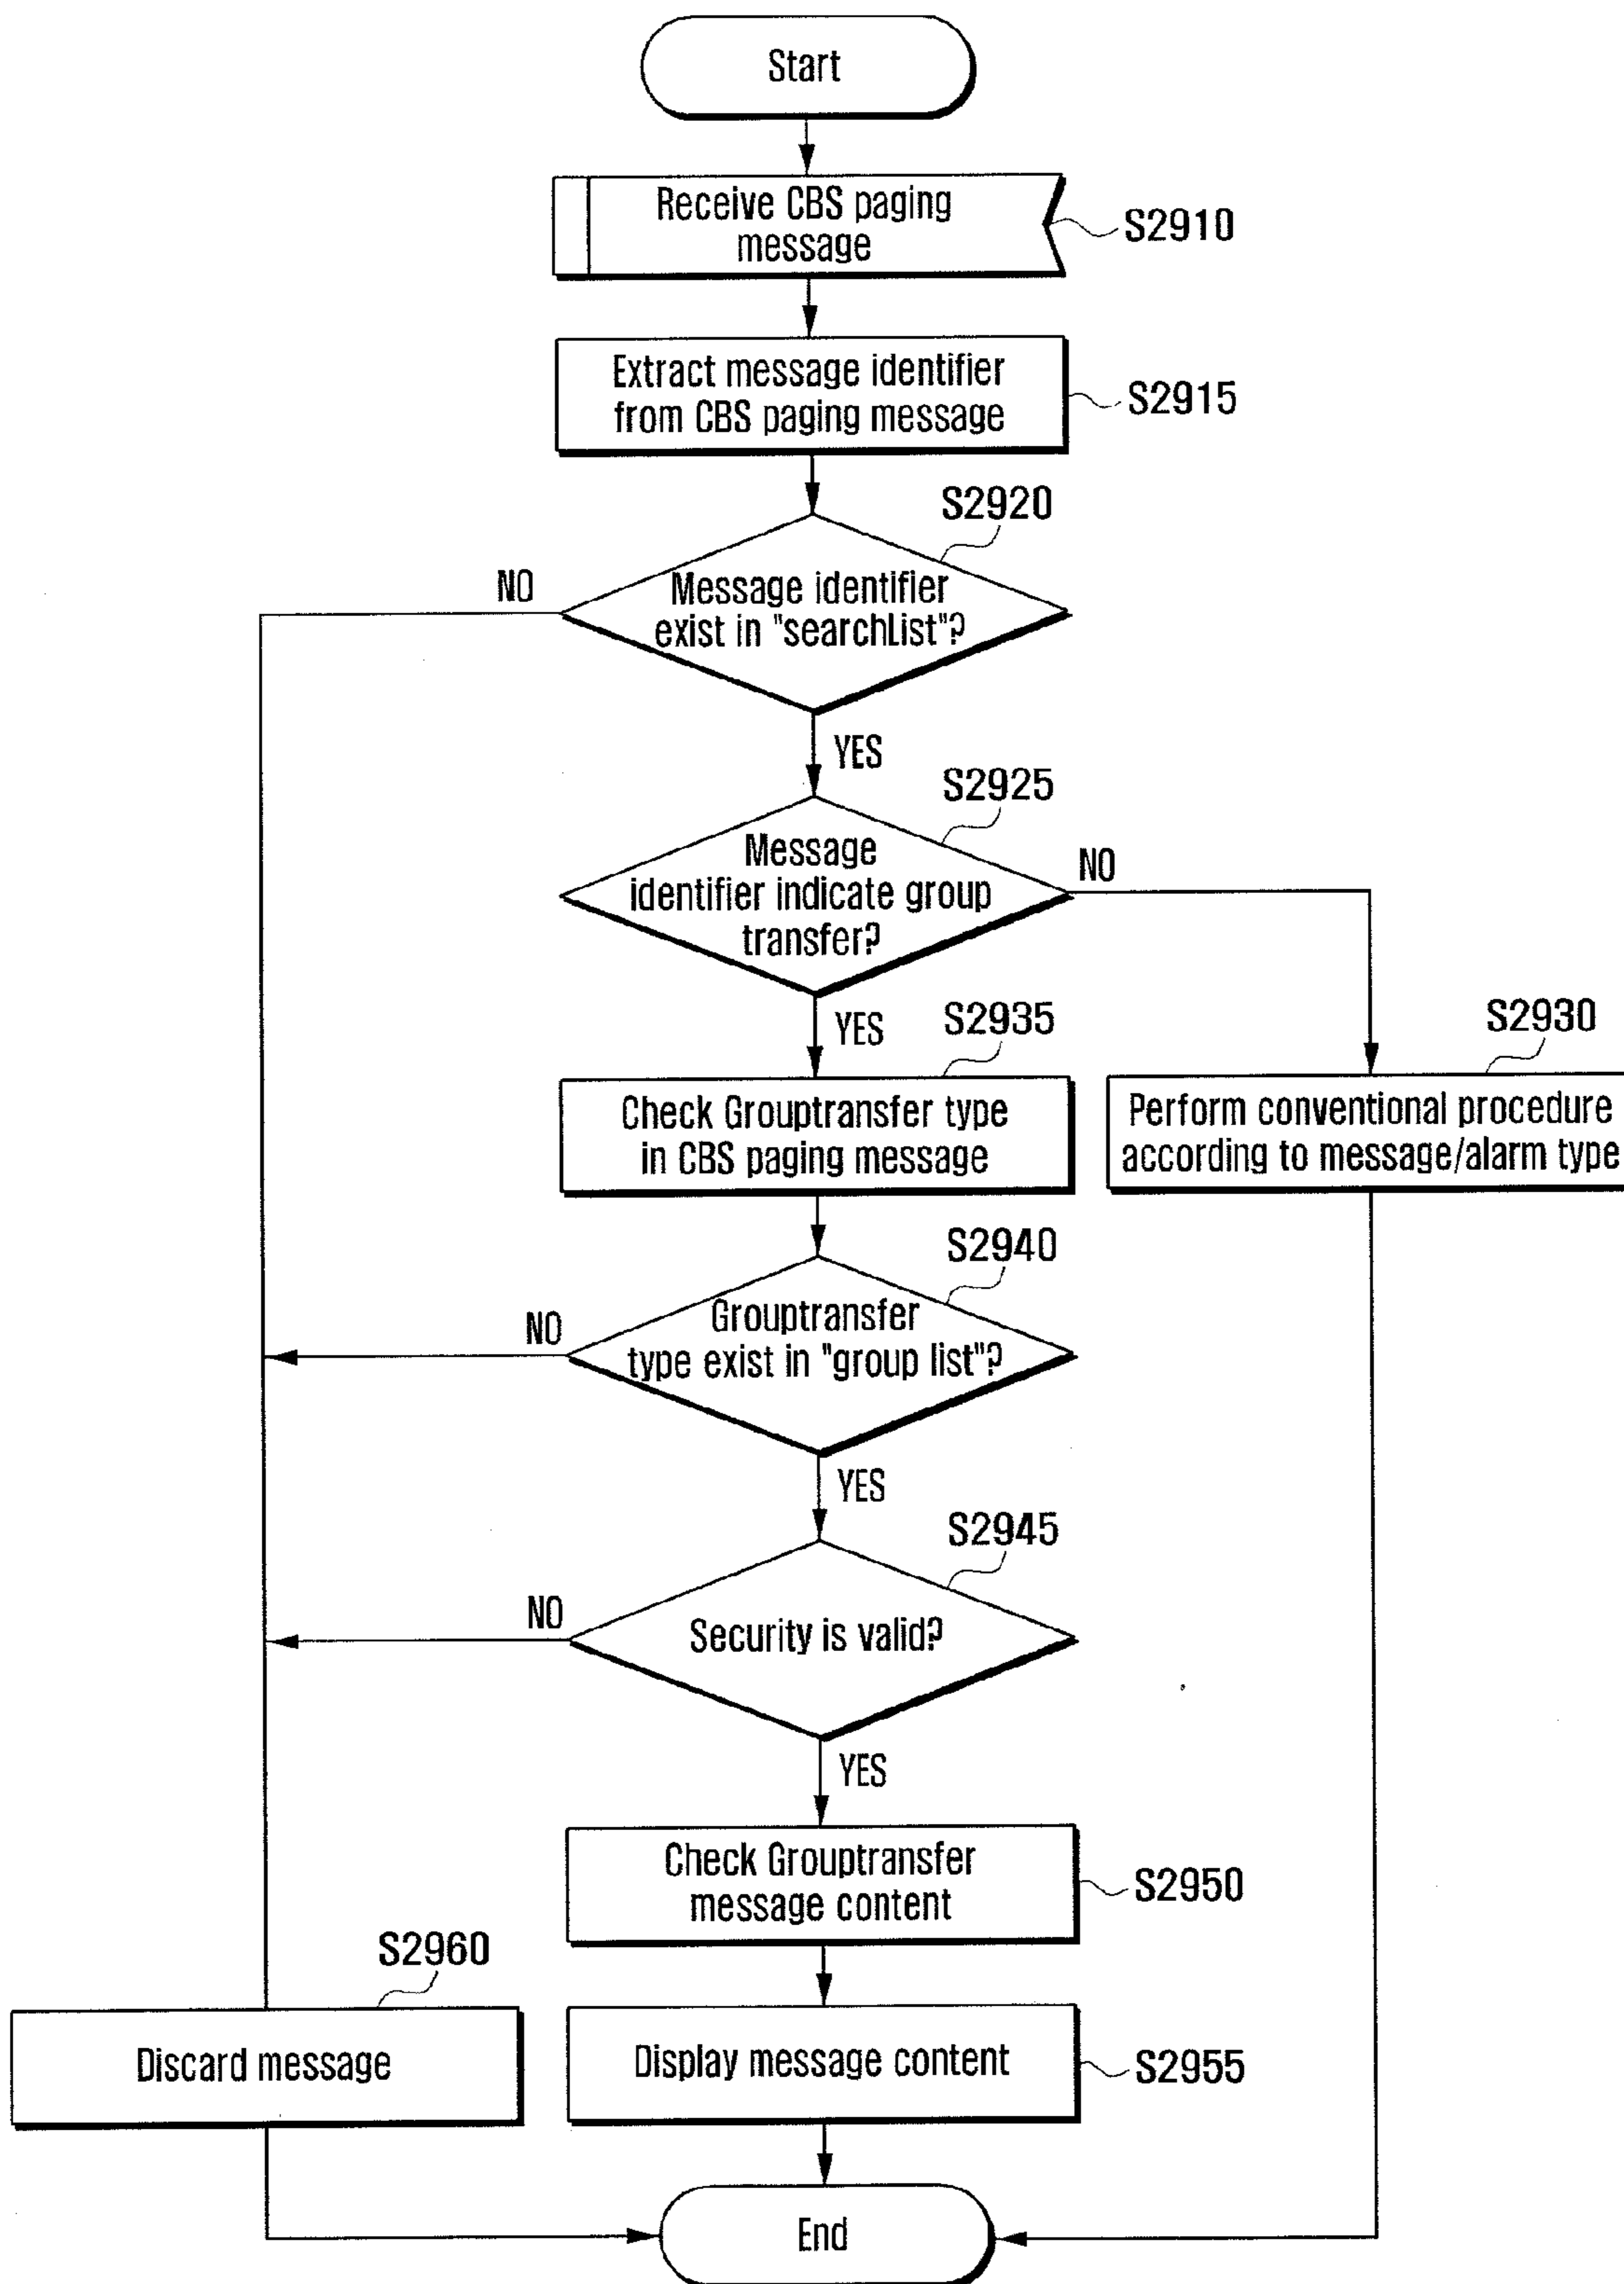 Start
Receive CBS paging
message
S2910
Extract message identifier
from CBS paging message
S2915
S2920
NO
Message identifier
exist in "searchList"?
YES
S2925
Message
identifier indicate group
transfer?
NO
YES
S2935
S2930
Check Grouptransfer type
in CBS paging message
Perform conventional procedure
according to message/alarm type
S2940
NO
Grouptransfer
type exist in "group list"?
YES
S2945
NO
Security is valid?
YES
Check Grouptransfer
message content
S2950
S2960
Discard message
Display message content
S2955
End